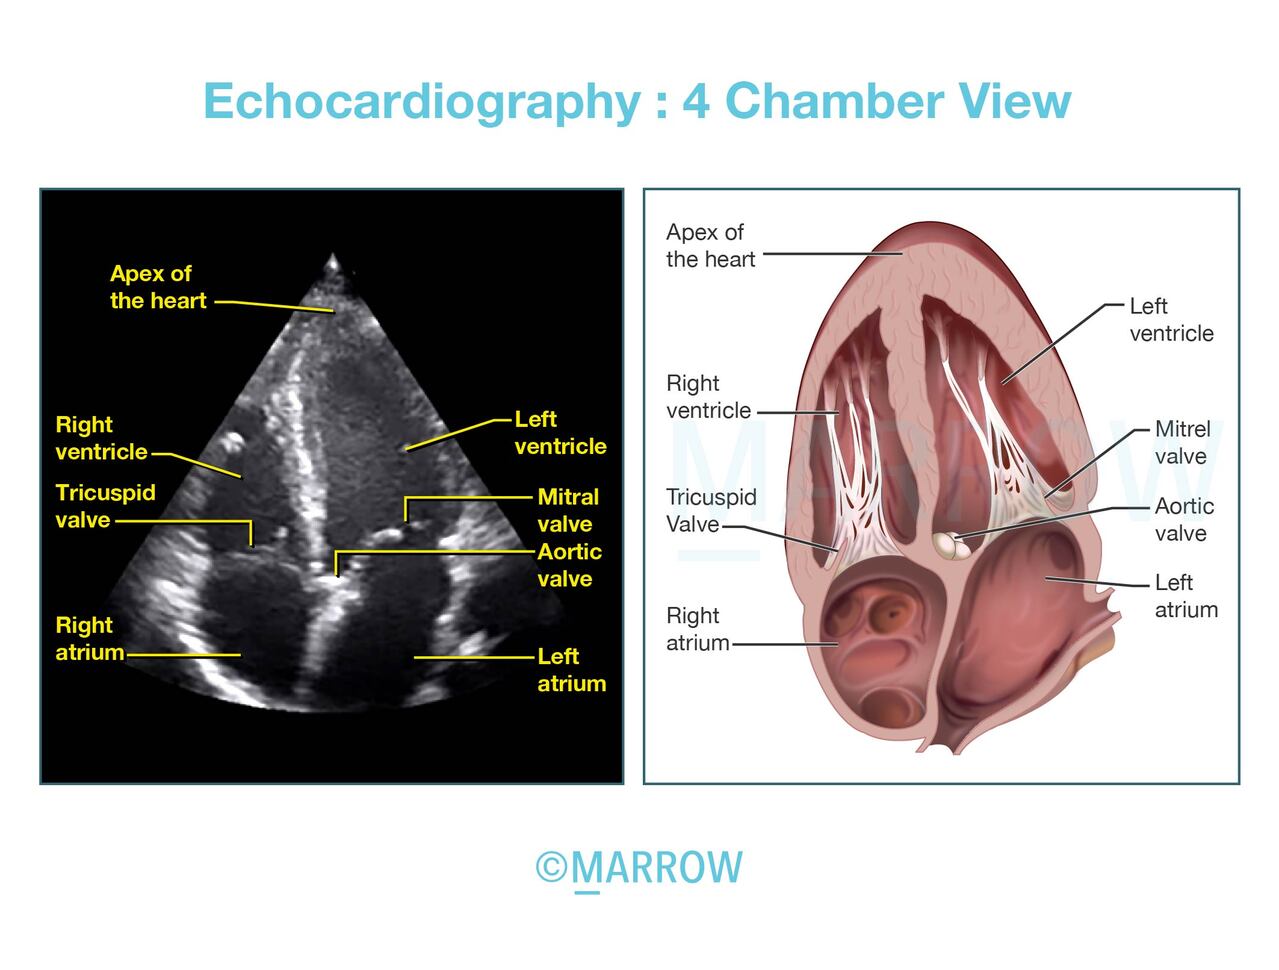 Echocardiography : 4 Chamber View
Apex of
the heart
Right
ventricle
Tricuspid
valve
Right
atrium
Left
ventricle
Mitral
valve
Aortic
valve
Left
atrium
Apex of
the heart
Right
ventricle
Tricuspid
Valve
Right
atrium
Left
ventricle
Mitrel
valve
Aortic
valve
Left
atrium
MARROW
©MARROW